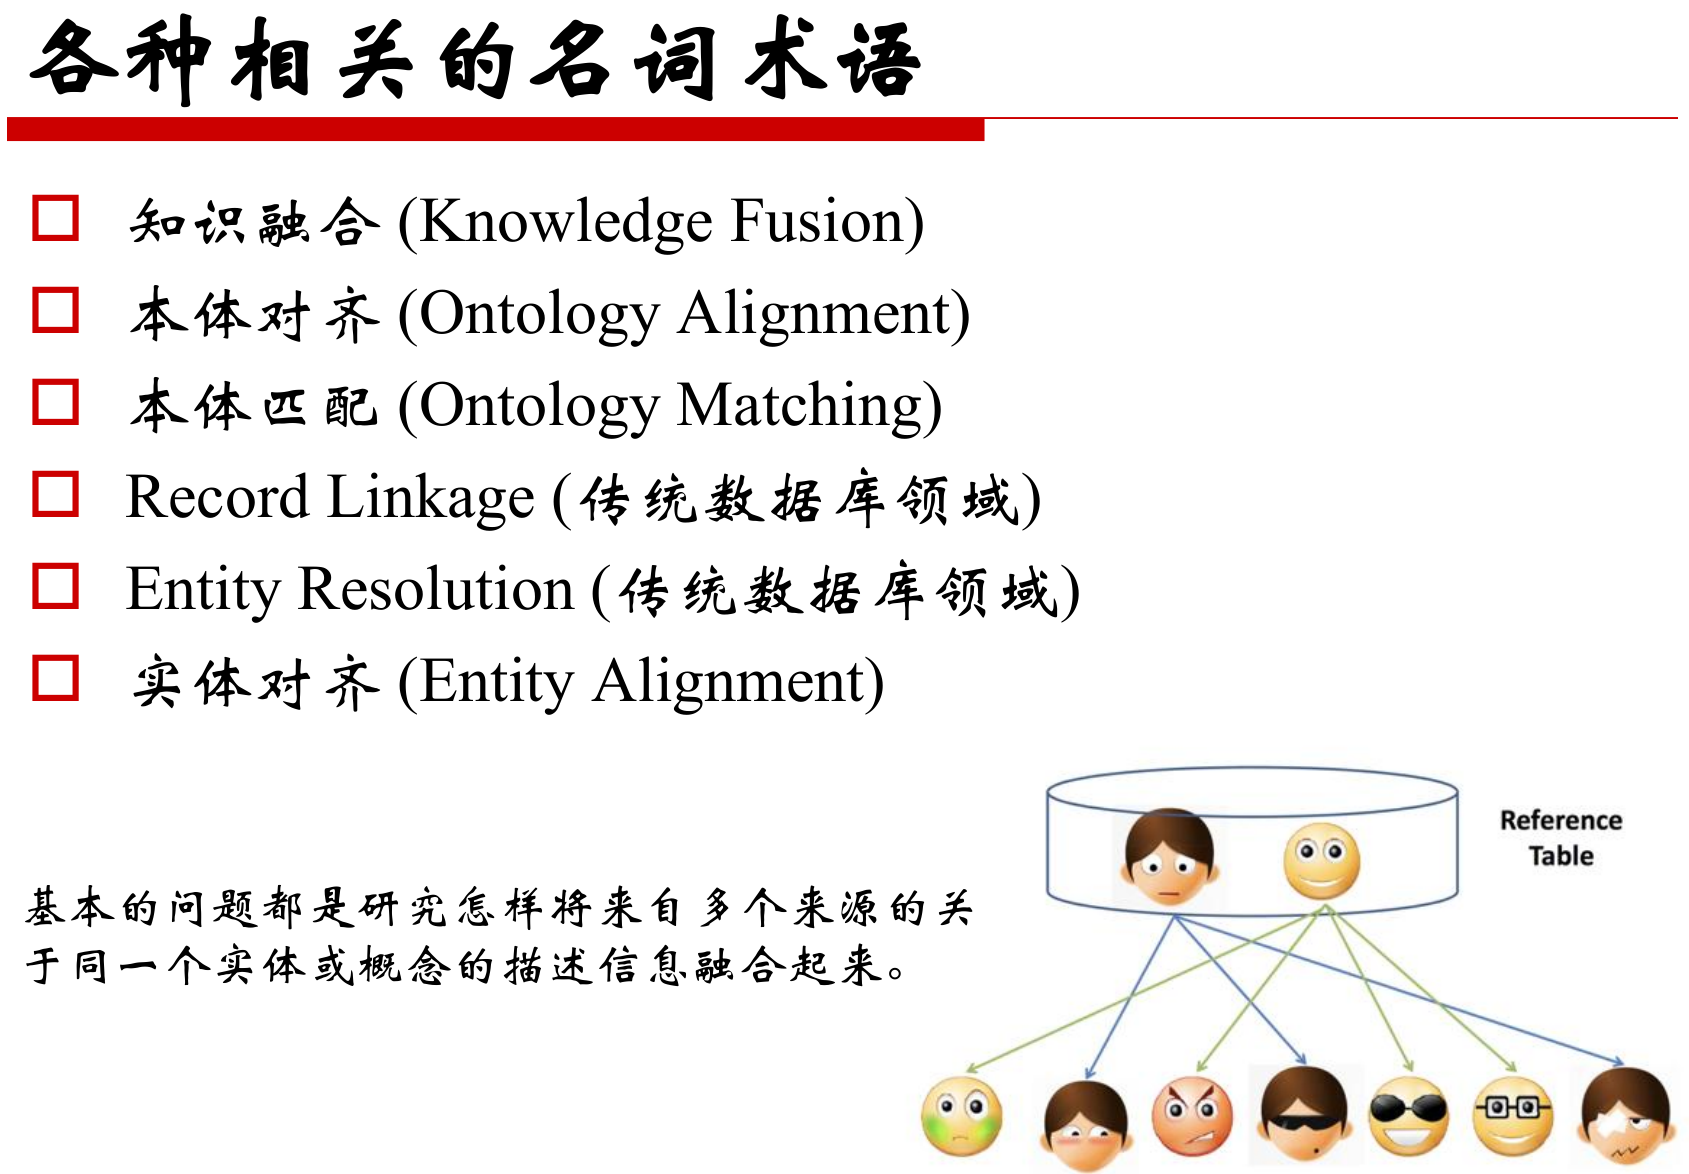 各种相关的名词术语
知识融合 (Knowledge Fusion)
本体对齐 (Ontology Alignment)
本体匹配 (Ontology Matching)
Record Linkage (传统数据库领域)
Entity Resolution (传统数据库领域)
实体对齐 (Entity Alignment)
基本的问题都是研究怎样将来自多个来源的关
于同一个实体或概念的描述信息融合起来。
Reference
Table